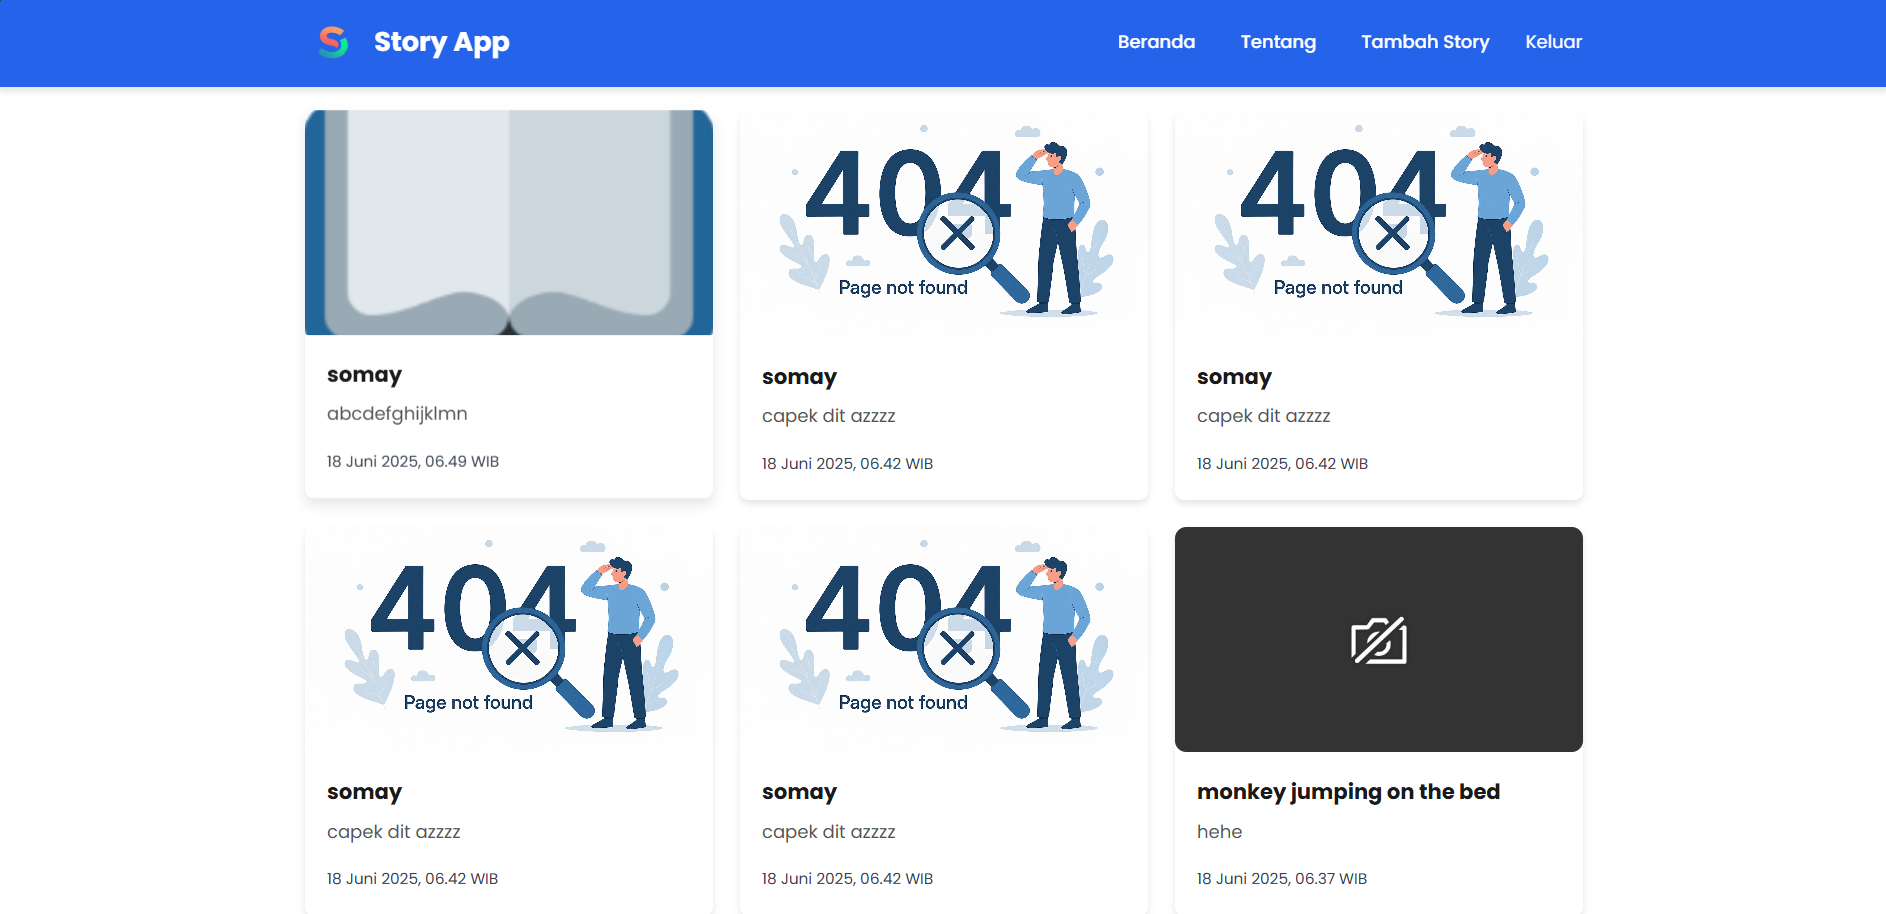 Story App
Beranda Tentang Tambah Story Keluar
somay
abcdefghijklmn
18 Juni 2025, 06.49 WIB
404
Page not found
somay
capek dit azzzz
18 Juni 2025, 06.42 WIB
404
Page not found
somay
capek dit azzzz
18 Juni 2025, 06.42 WIB
404
Page not found
somay
capek dit azzzz
18 Juni 2025, 06.42 WIB
404
Page not found
somay
capek dit azzzz
18 Juni 2025, 06.42 WIB
monkey jumping on the bed
hehe
18 Juni 2025, 06.37 WIB